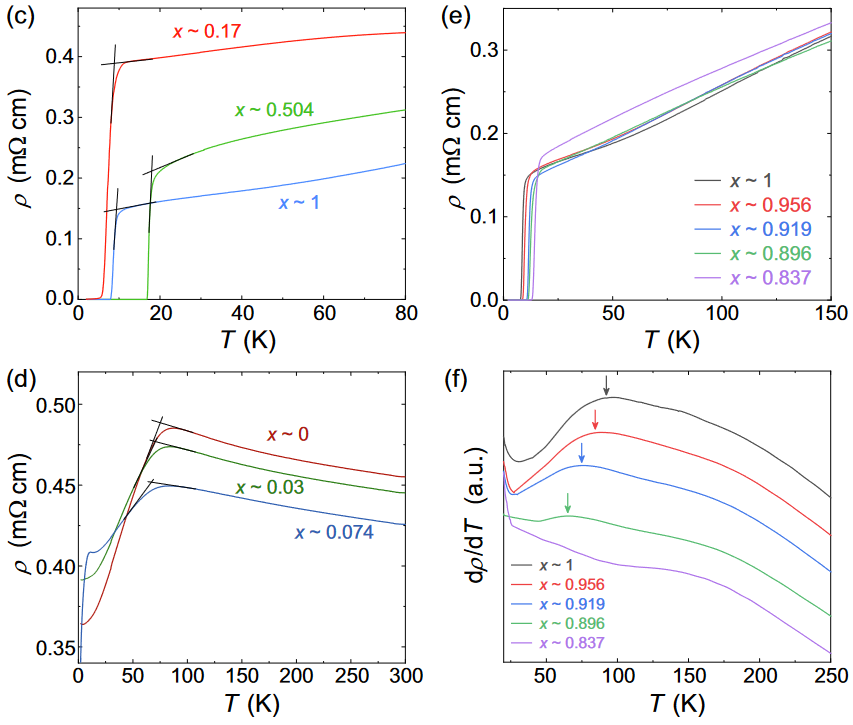 (c)
x ~ 0.17
x ~ 0.504
x ~ 1
0.4
0.3
0.2
0.1
0.0
ρ (mΩ cm)
0 20 40 60 80
T (K)
(e)
0.3
0.2
0.1
0.0
ρ (mΩ cm)
x ~ 1
x ~ 0.956
x ~ 0.919
x ~ 0.896
x ~ 0.837
0 50 100 150
T (K)
(d)
0.50
0.45
0.40
0.35
ρ (mΩ cm)
x ~ 0
x ~ 0.03
x ~ 0.074
0 50 100 150 200 250 300
T (K)
(f)
dρ/dT (a.u.)
x ~ 1
x ~ 0.956
x ~ 0.919
x ~ 0.896
x ~ 0.837
50 100 150 200 250
T (K)